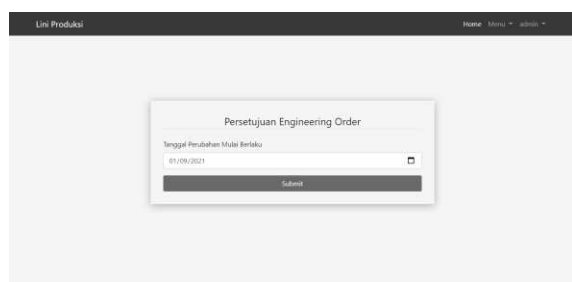 Lini Produksi
Home Menu admin
Persetujuan Engineering Order
Tanggal Perubahan Mulai Berlaku
01/09/2021
Submit